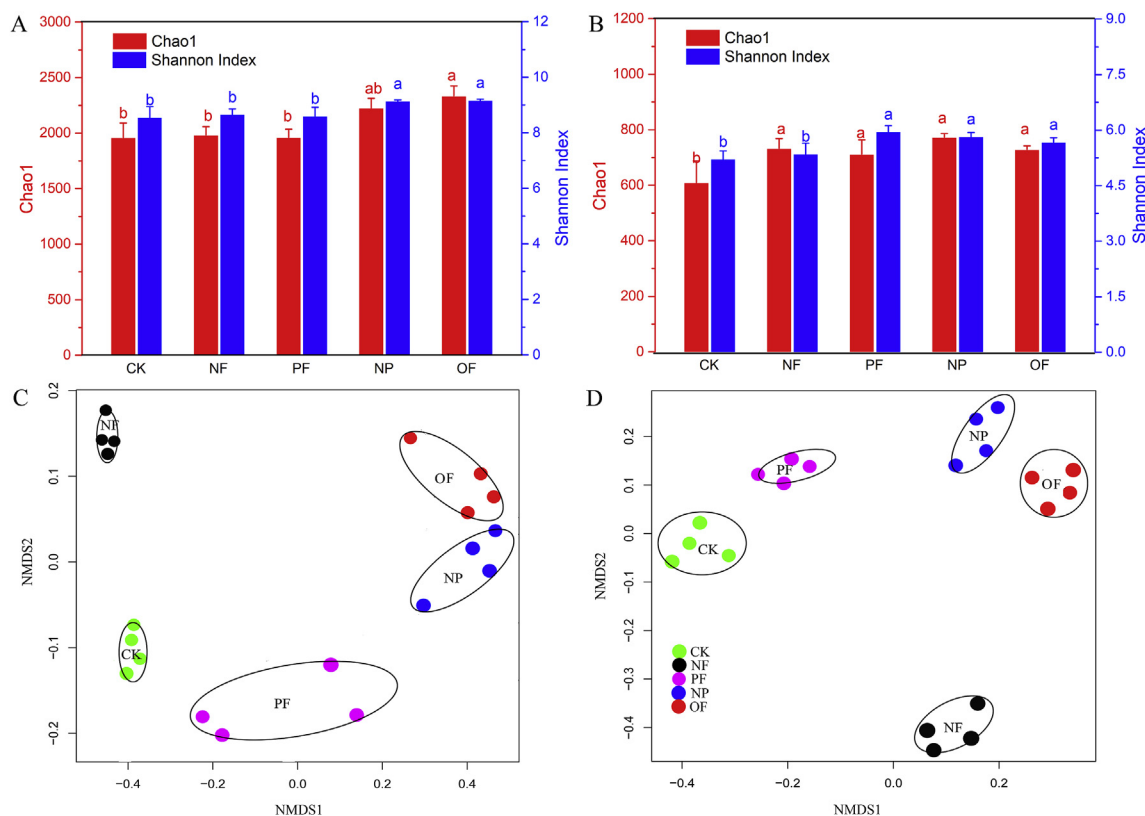 A
3000
2500
2000
1500
1000
500
0
Chao1
12
10
8
6
4
2
0
Shannon Index
Chao1
Shannon Index
b b b b b b ab a a a
CK NF PF NP OF
B
1200
1000
800
600
400
200
0
Chao1
9.0
7.5
6.0
4.5
3.0
1.5
0.0
Shannon Index
Chao1
Shannon Index
b b a b a a a a a a
CK NF PF NP OF
C
0.2
0.1
0.0
−0.1
−0.2
NMDS2
NF
OF
NP
CK
PF
−0.4 −0.2 0.0 0.2 0.4
NMDS1
D
0.2
0.1
0.0
−0.1
−0.2
−0.3
−0.4
NMDS2
NP
PF
OF
CK
CK
NF
PF
NP
OF
NF
−0.4 −0.2 0.0 0.2
NMDS1